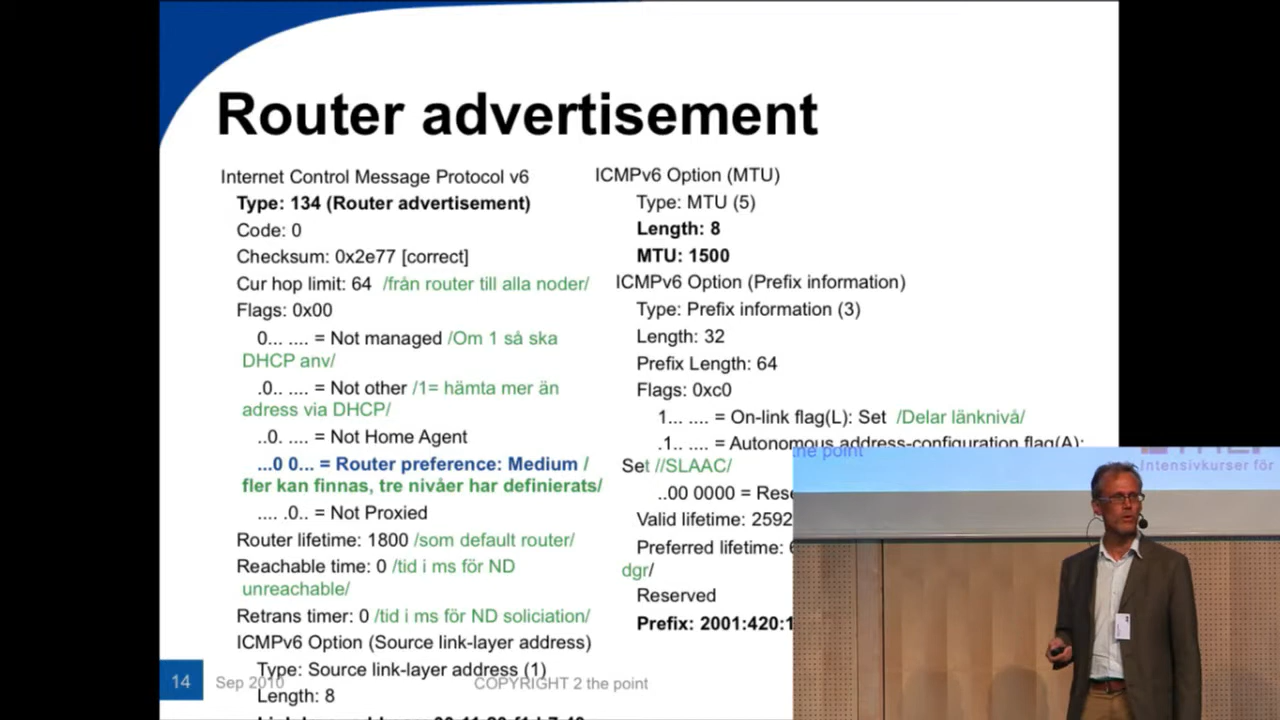 Router advertisement
Internet Control Message Protocol v6
Type: 134 (Router advertisement)
Code: 0
Checksum: 0x2e77 [correct]
Cur hop limit: 64 /från router till alla noder/
Flags: 0x00
0... .... = Not managed /Om 1 så ska
DHCP anv/
.0.. .... = Not other /1= hämta mer än
adress via DHCP/
..0. .... = Not Home Agent
...0 0... = Router preference: Medium /
fler kan finnas, tre nivåer har definierats/
.... .0.. = Not Proxied
Router lifetime: 1800 /som default router/
Reachable time: 0 /tid i ms för ND
unreachable/
Retrans timer: 0 /tid i ms för ND soliciation/
ICMPv6 Option (Source link-layer address)
Type: Source link-layer address (1)
Length: 8
ICMPv6 Option (MTU)
Type: MTU (5)
Length: 8
MTU: 1500
ICMPv6 Option (Prefix information)
Type: Prefix information (3)
Length: 32
Prefix Length: 64
Flags: 0xc0
1... .... = On-link flag(L): Set /Delar länknivå/
.1.. .... = Autonomous address-configuration flag(A):
Set //SLAAC/
..00 0000 =
Valid lifetime:
Preferred lifetime:
dgr/
Reserved
Prefix: 2001:420:1
14
Sep 2010
COPYRIGHT 2 the point
the point
Intensivkurser för